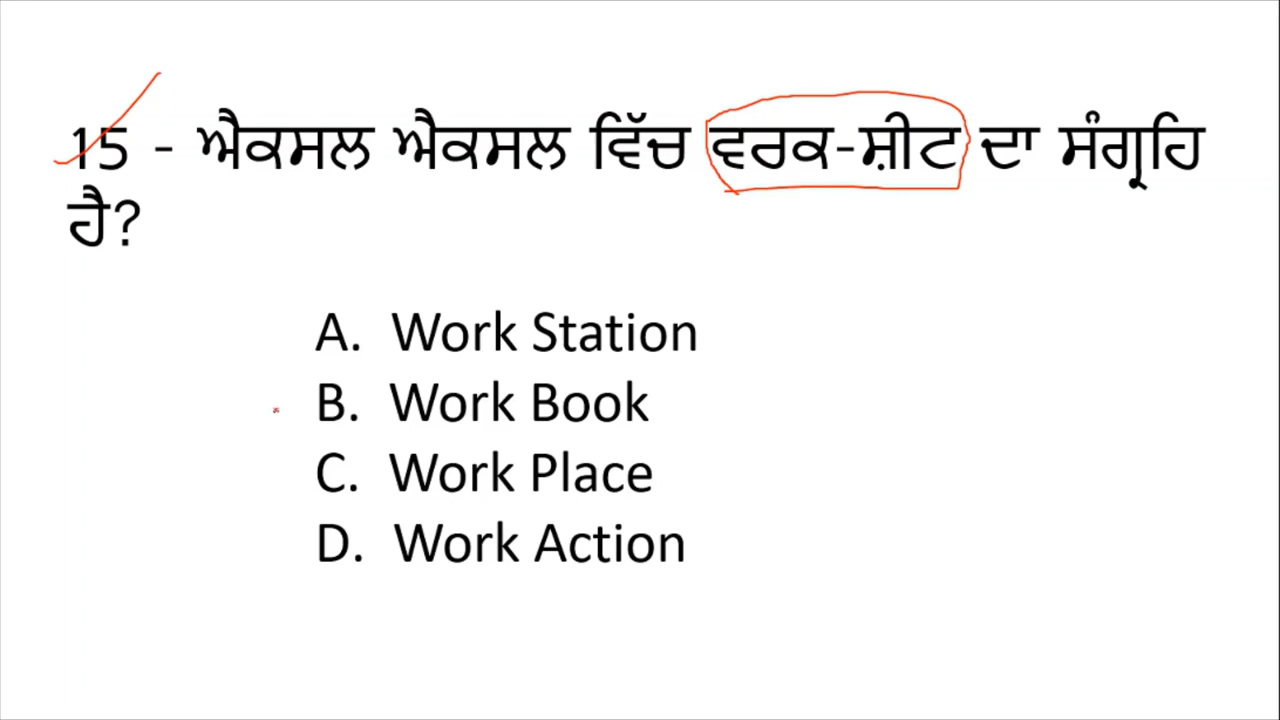 15 - ਐਕਸਲ ਐਕਸਲ ਵਿੱਚ ਵਰਕ-ਸ਼ੀਟ ਦਾ ਸੰਗ੍ਰਹਿ
ਹੈ?
A. Work Station
B. Work Book
C. Work Place
D. Work Action